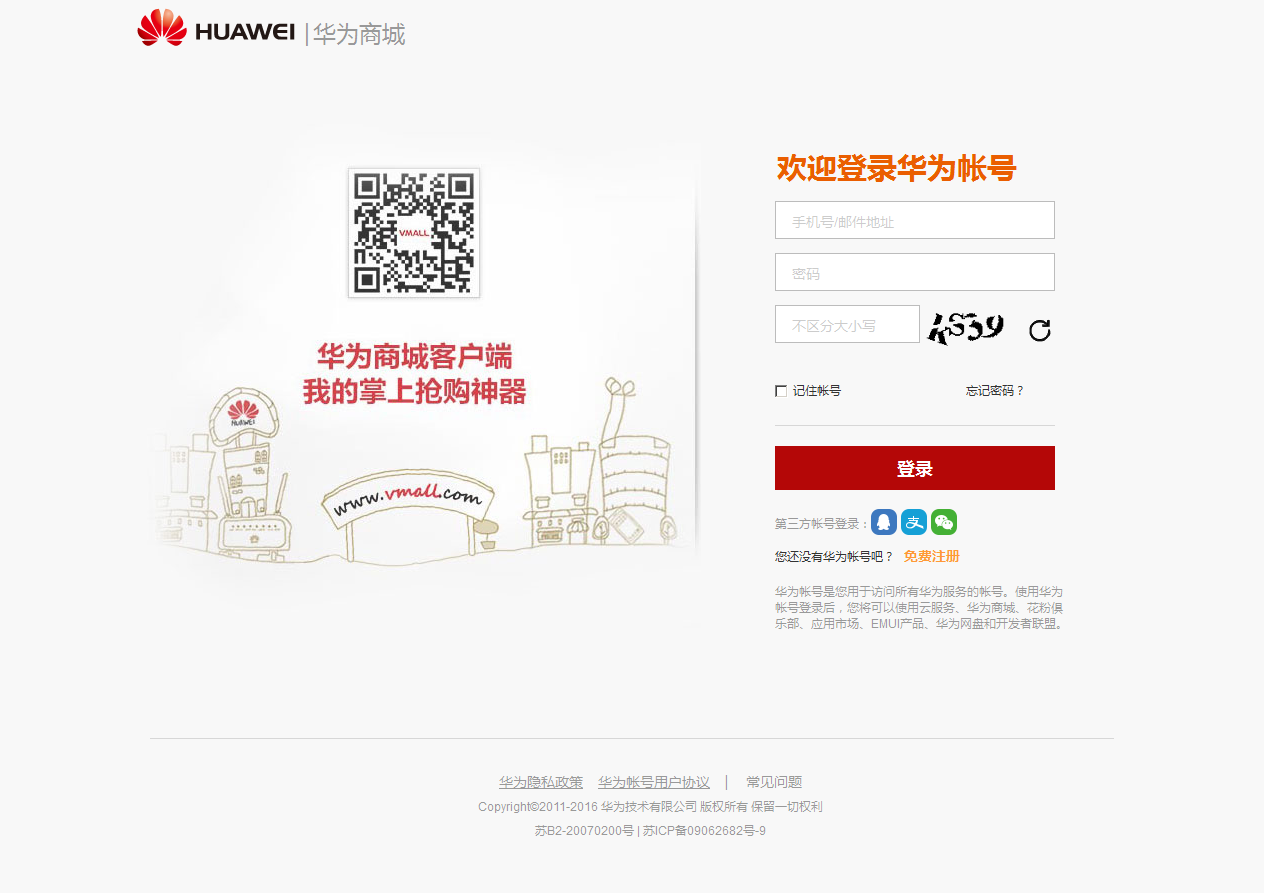 HUAWEI | 华为商城
VMALL
华为商城客户端
我的掌上抢购神器
HUAWEI
www.vmall.com
欢迎登录华为帐号
手机号/邮件地址
密码
不区分大小写
记住帐号 忘记密码？
登录
第三方帐号登录：
支
您还没有华为帐号吧？ 免费注册
华为帐号是您用于访问所有华为服务的帐号。使用华为
帐号登录后，您将可以使用云服务、华为商城、花粉俱
乐部、应用市场、EMUI产品、华为网盘和开发者联盟。
华为隐私政策 华为帐号用户协议 | 常见问题
Copyright©2011-2016 华为技术有限公司 版权所有 保留一切权利
苏B2-20070200号 | 苏ICP备09062682号-9